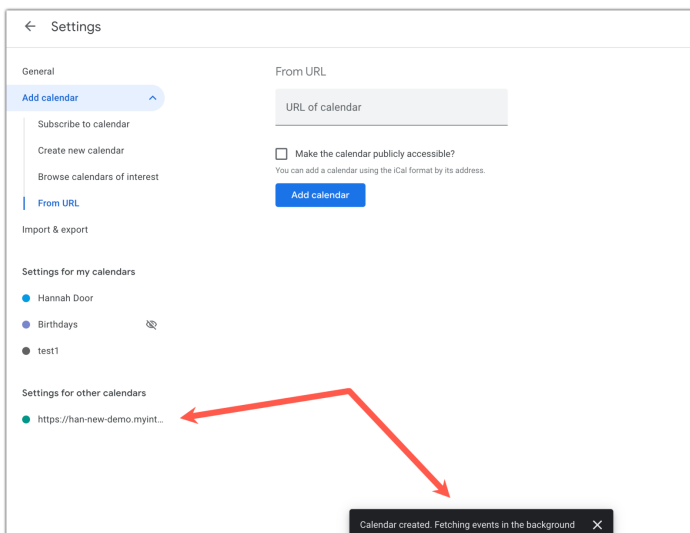 Settings
General
Add calendar
Subscribe to calendar
Create new calendar
Browse calendars of interest
From URL
Import & export
Settings for my calendars
Hannah Door
Birthdays
test1
Settings for other calendars
https://han-new-demo.myint...
From URL
URL of calendar
Make the calendar publicly accessible?
You can add a calendar using the iCal format by its address.
Add calendar
Calendar created. Fetching events in the background